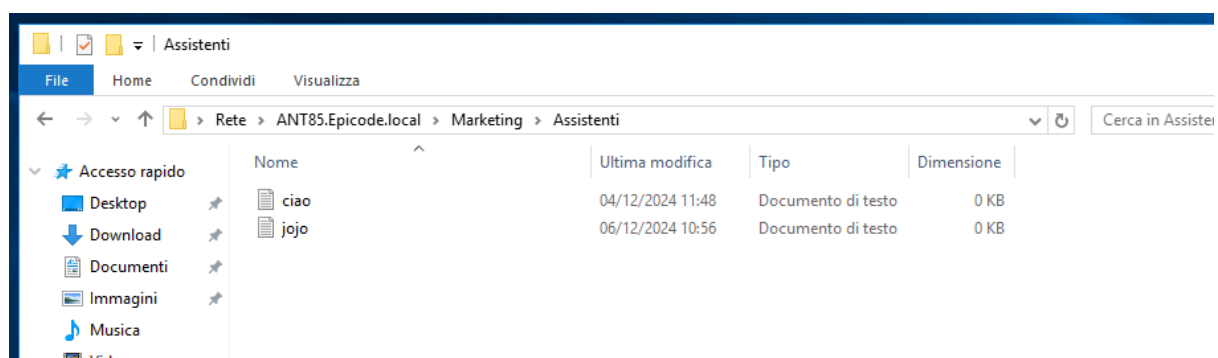 Assistenti
File Home Condividi Visualizza
Rete > ANT85.Epicode.local > Marketing > Assistenti Cerca in Assister
Accesso rapido
Desktop
Download
Documenti
Immagini
Musica
Nome Ultima modifica Tipo Dimensione
ciao 04/12/2024 11:48 Documento di testo 0 KB
jojo 06/12/2024 10:56 Documento di testo 0 KB